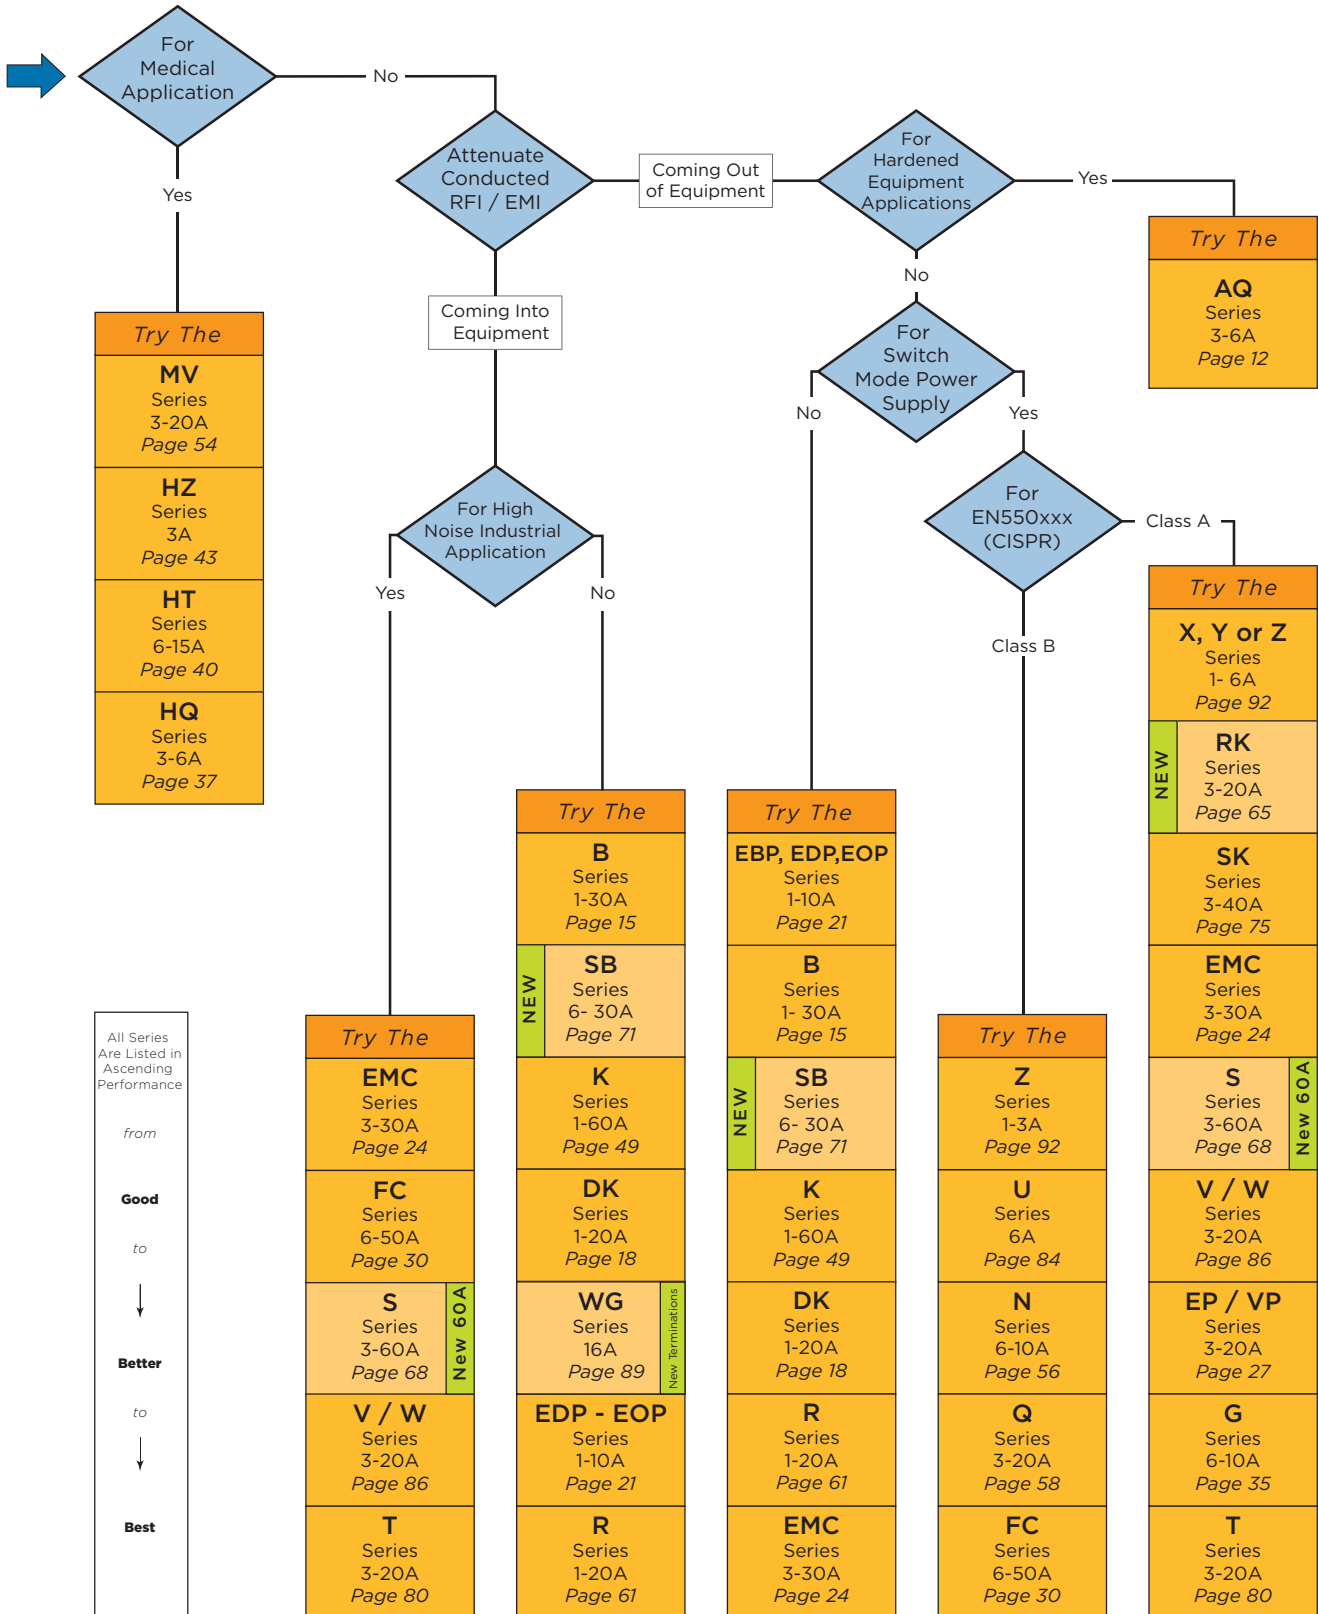 For
Medical
Application
No
Yes
Attenuate
Conducted
RFI / EMI
Coming Out
of Equipment
For
Hardened
Equipment
Applications
Yes
Try The
AQ
Series
3-6A
Page 12
No
Coming Into
Equipment
For
Switch
Mode Power
Supply
No
Yes
Try The
MV
Series
3-20A
Page 54
HZ
Series
3A
Page 43
HT
Series
6-15A
Page 40
HQ
Series
3-6A
Page 37
For High
Noise Industrial
Application
Yes
No
For
EN550xxx
(CISPR)
Class A
Class B
Try The
X, Y or Z
Series
1- 6A
Page 92
NEW
RK
Series
3-20A
Page 65
SK
Series
3-40A
Page 75
EMC
Series
3-30A
Page 24
S
Series
3-60A
Page 68
New 60A
V / W
Series
3-20A
Page 86
EP / VP
Series
3-20A
Page 27
G
Series
6-10A
Page 35
T
Series
3-20A
Page 80
All Series
Are Listed in
Ascending
Performance
from
Good
to
Better
to
Best
Try The
EMC
Series
3-30A
Page 24
FC
Series
6-50A
Page 30
S
Series
3-60A
Page 68
New 60A
V / W
Series
3-20A
Page 86
T
Series
3-20A
Page 80
Try The
B
Series
1-30A
Page 15
NEW
SB
Series
6- 30A
Page 71
K
Series
1-60A
Page 49
DK
Series
1-20A
Page 18
WG
Series
16A
Page 89
New Terminations
EDP - EOP
Series
1-10A
Page 21
R
Series
1-20A
Page 61
Try The
EBP, EDP,EOP
Series
1-10A
Page 21
B
Series
1- 30A
Page 15
NEW
SB
Series
6- 30A
Page 71
K
Series
1-60A
Page 49
DK
Series
1-20A
Page 18
R
Series
1-20A
Page 61
EMC
Series
3-30A
Page 24
Try The
Z
Series
1-3A
Page 92
U
Series
6A
Page 84
N
Series
6-10A
Page 56
Q
Series
3-20A
Page 58
FC
Series
6-50A
Page 30